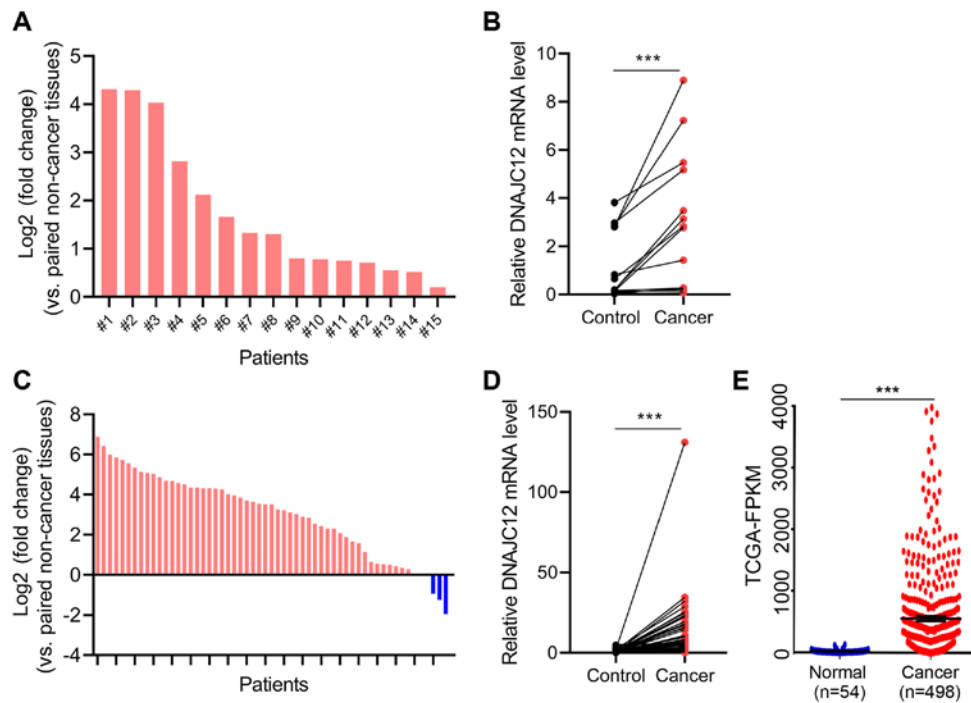 A
Log2 (fold change)
(vs. paired non-cancer tissues)
5
4
3
2
1
0
#1
#2
#3
#4
#5
#6
#7
#8
#9
#10
#11
#12
#13
#14
#15
Patients
B
Relative DNAJC12 mRNA level
10
8
6
4
2
0
***
Control
Cancer
C
Log2 (fold change)
(vs. paired non-cancer tissues)
8
6
4
2
0
-2
-4
Patients
D
Relative DNAJC12 mRNA level
150
100
50
0
***
Control
Cancer
E
TCGA-FPKM
4000
3000
2000
1000
0
***
Normal
(n=54)
Cancer
(n=498)